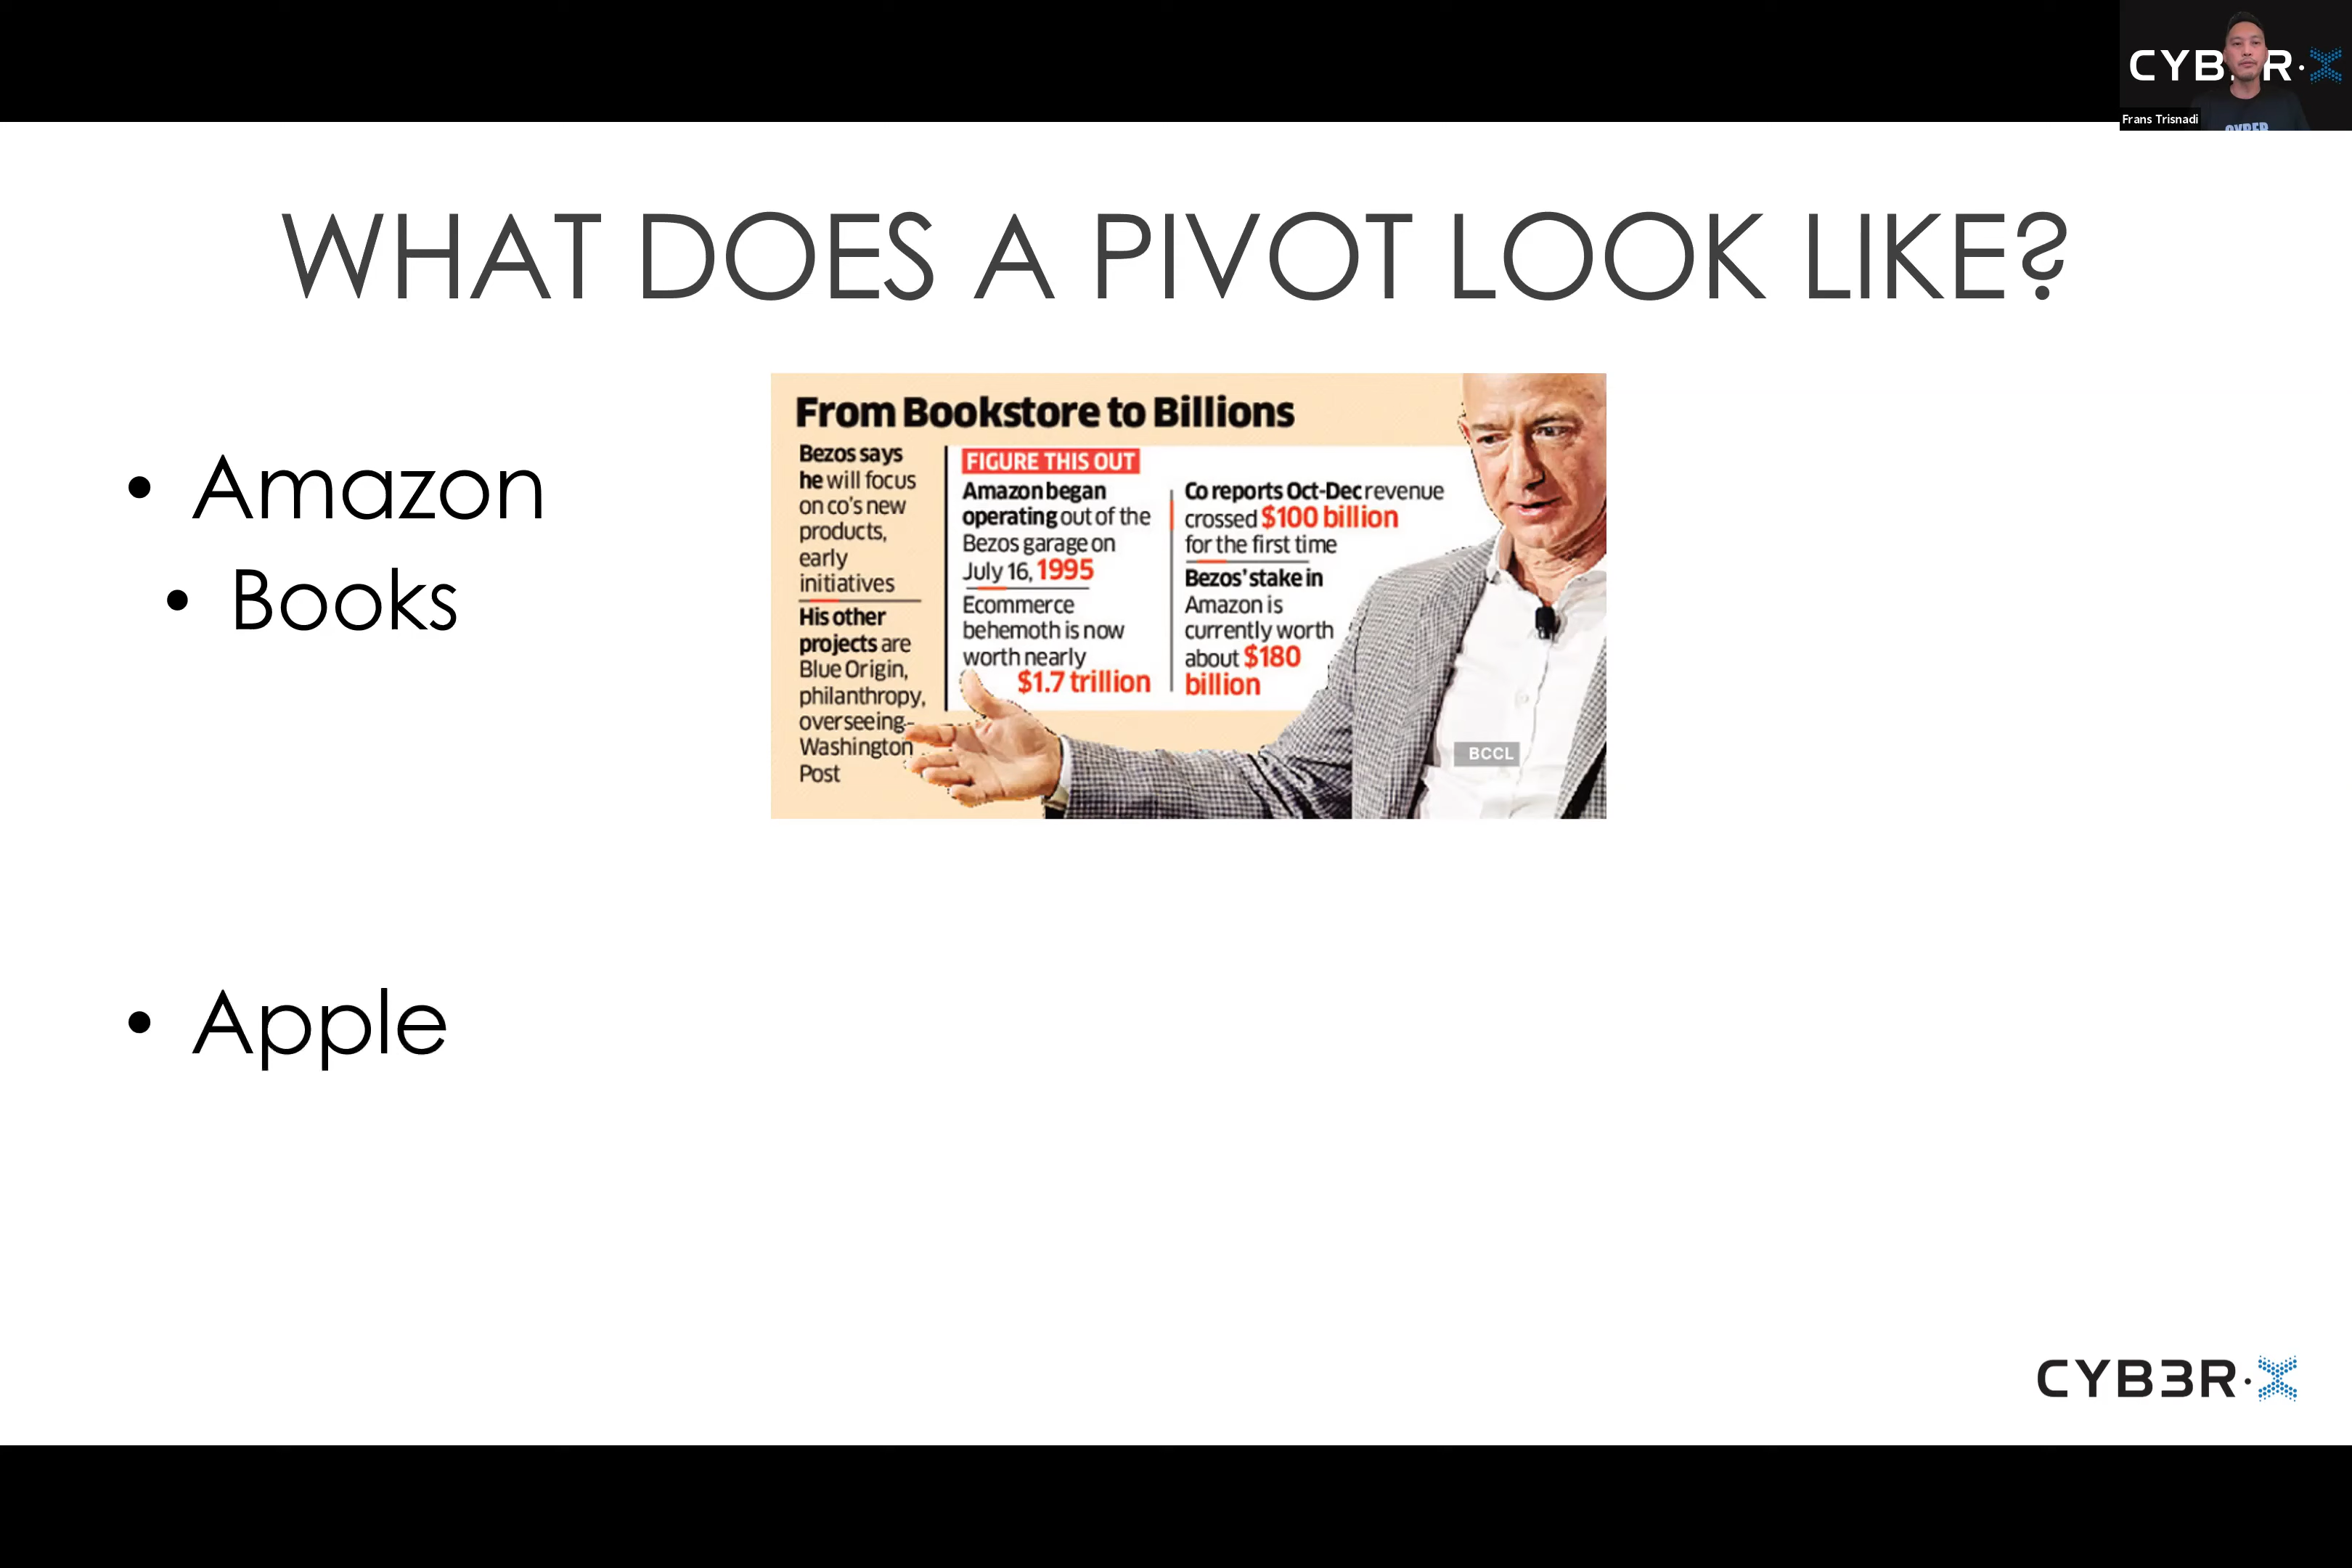 CYB R.X
Frans Trisnadi
CYBER
WHAT DOES A PIVOT LOOK LIKE?
• Amazon
• Books
• Apple
From Bookstore to Billions
Bezos says
he will focus
on co's new
products,
early
initiatives
His other
projects are
Blue Origin,
philanthropy,
overseeing
Washington
Post
FIGURE THIS OUT
Amazon began
operating out of the
Bezos garage on
July 16, 1995
Ecommerce
behemoth is now
worth nearly
$1.7 trillion
Co reports Oct-Dec revenue
crossed $100 billion
for the first time
Bezos' stake in
Amazon is
currently worth
about $180
billion
BCCL
CYB3R·X